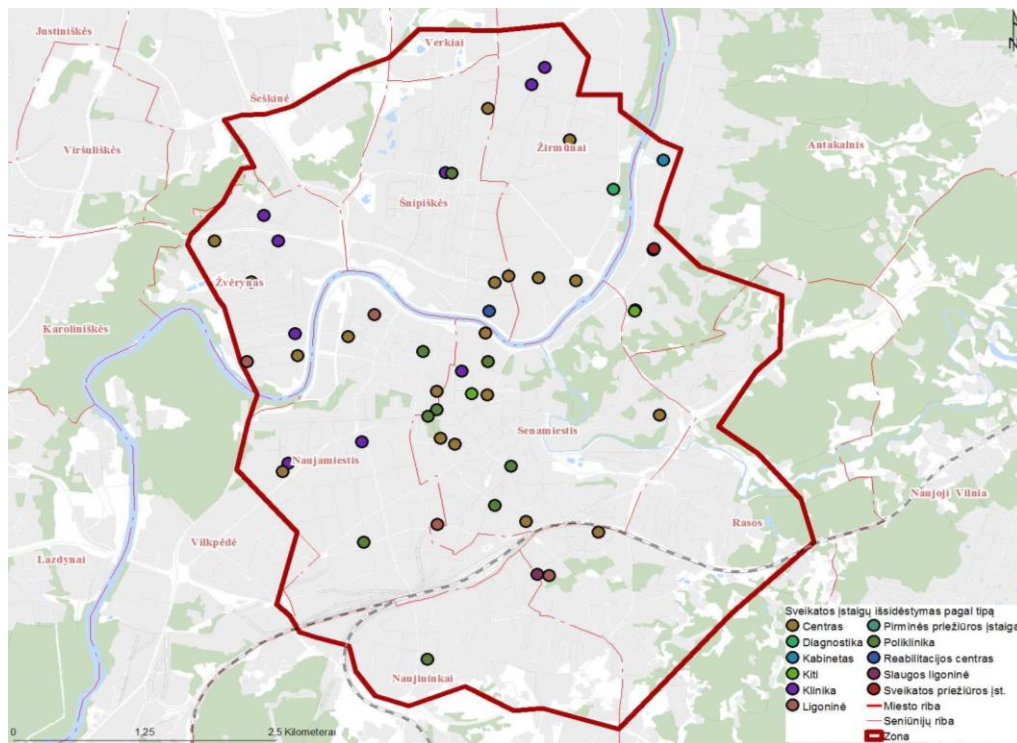 Justiniškės
Verkiai
N
Šeškinė
Viršuliškės
Antakalnis
Žirmūnai
Šnipiškės
Žvėrynas
Karoliniškės
Senamiestis
Naujamiestis
Naujoji Vilnia
Rasos
Vilkpėdė
Lazdynai
Naujininkai
Sveikatos įstaigų išsidėstymas pagal tipą
Centras
Diagnostika
Kabinetas
Kiti
Klinika
Ligoninė
Pirminės priežiūros įstaiga
Poliklinika
Reabilitacijos centras
Slaugos ligoninė
Sveikatos priežiūros įst.
Miesto riba
Seniūnijų riba
Zona
0 1,25 2,5 Kilometerai